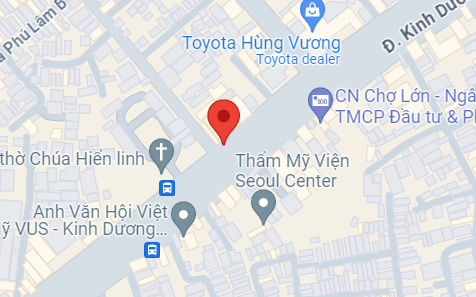 Phú Lâm B
Toyota Hùng Vương
Toyota dealer
Đ. Kinh Dươ
CN Chợ Lớn - Ngâ
TMCP Đầu tư & P
thờ Chúa Hiển linh
Thẩm Mỹ Viện
Seoul Center
Anh Văn Hội Việt
Mỹ VUS - Kinh Dương...